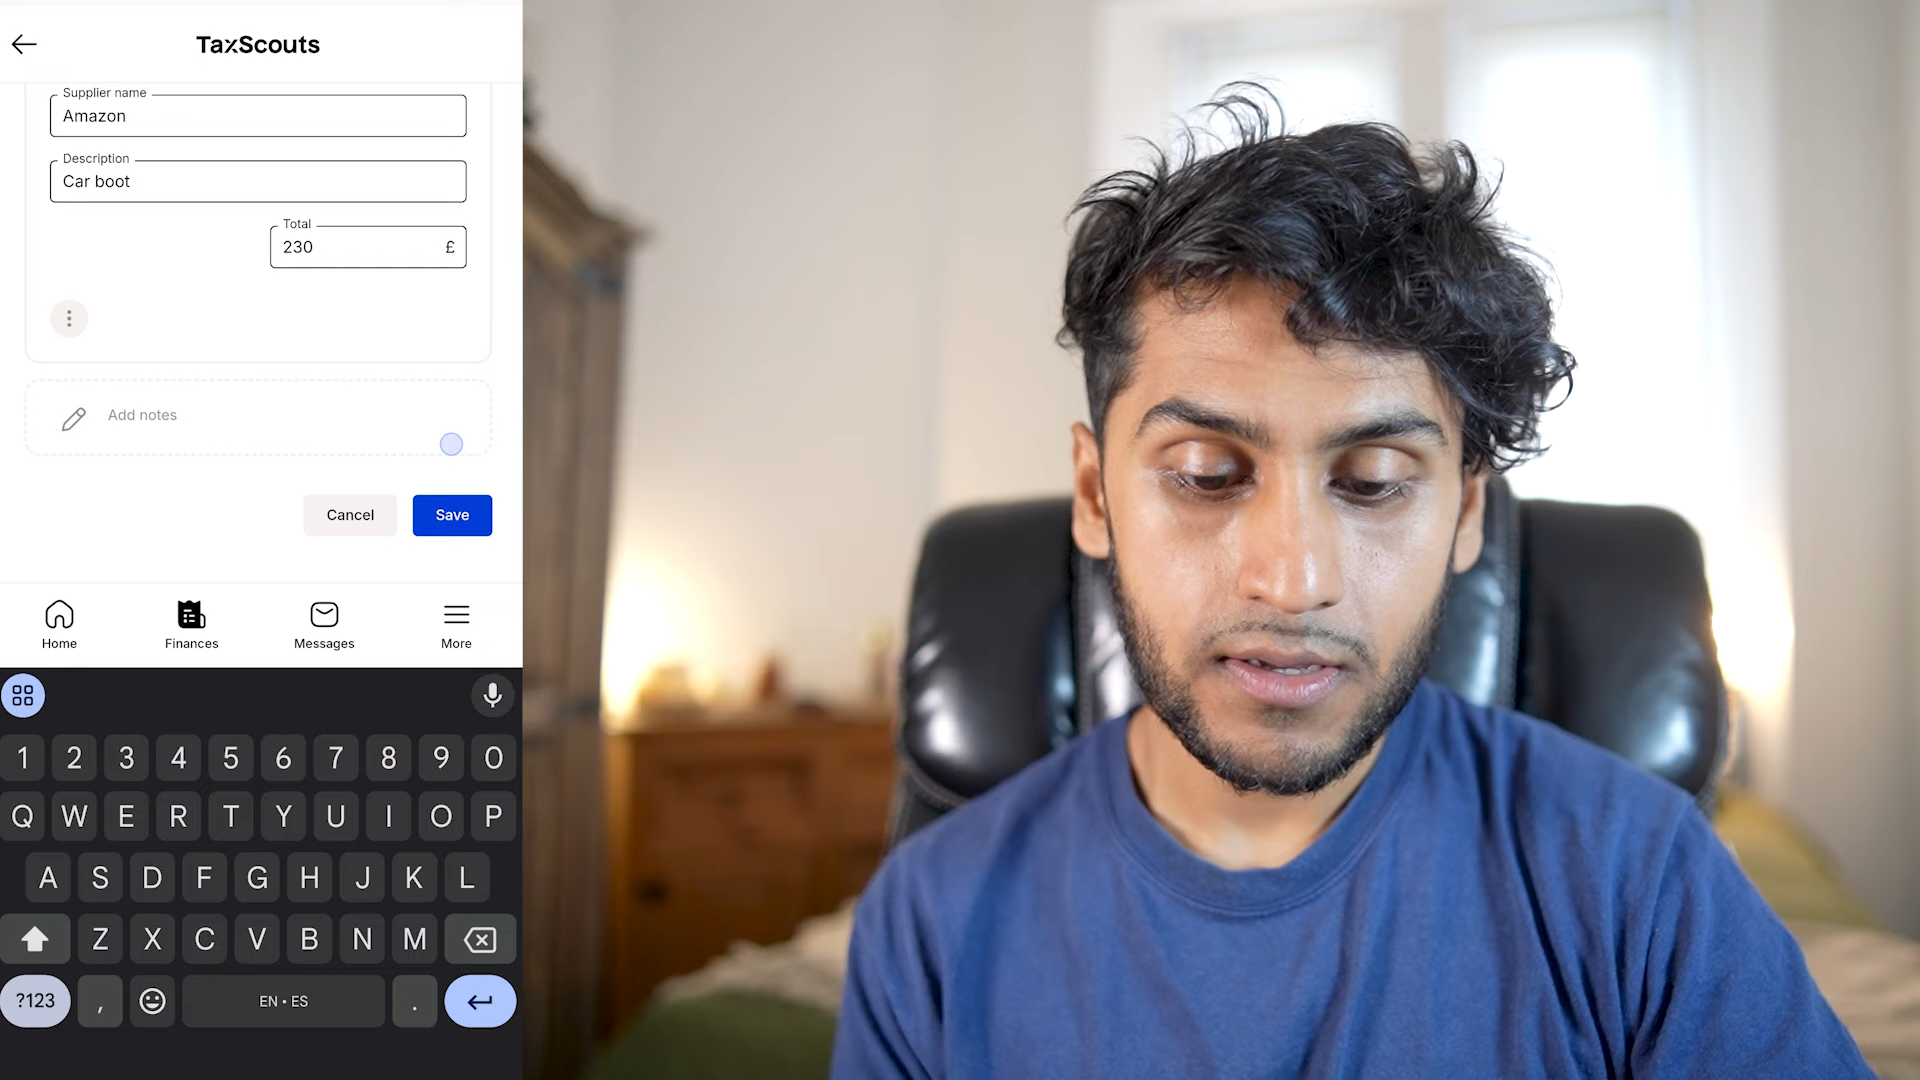 TaxScouts
Supplier name
Amazon
Description
Car boot
Total
230 £
Add notes
Cancel Save
Home Finances Messages More
1 2 3 4 5 6 7 8 9 0
Q W E R T Y U I O P
A S D F G H J K L
Z X C V B N M
?123 , EN • ES .